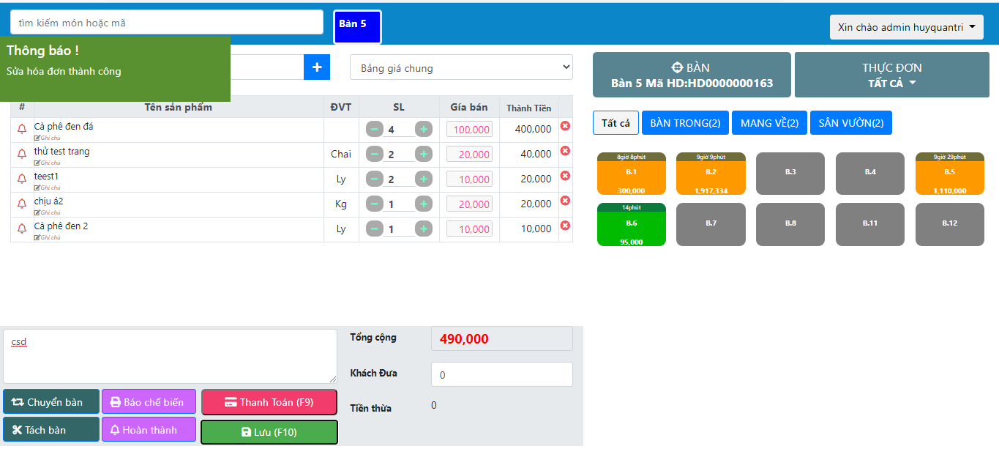 tìm kiếm món hoặc mã
Bàn 5
Xin chào admin huyquantri
Thông báo !
Sửa hóa đơn thành công
+
Bảng giá chung
BÀN
Bàn 5 Mã HD:HD0000000163
THỰC ĐƠN
TẤT CẢ
# Tên sản phẩm ĐVT SL Gía bán Thành Tiền
Cà phê đen đá 4 100,000 400,000
Ghi chú
thử test trang Chai 2 20,000 40,000
Ghi chú
teest1 Ly 2 10,000 20,000
Ghi chú
chịu á2 Kg 1 20,000 20,000
Ghi chú
Cà phê đen 2 Ly 1 10,000 10,000
Ghi chú
Tất cả BÀN TRONG(2) MANG VỀ(2) SÂN VƯỜN(2)
8giờ 8phút
B.1
300,000
9giờ 9phút
B.2
1,917,334
B.3
B.4
9giờ 29phút
B.5
1,110,000
14phút
B.6
95,000
B.7
B.8
B.11
B.12
csd
Tổng cộng 490,000
Khách Đưa 0
Tiền thừa 0
Chuyển bàn Báo chế biến Thanh Toán (F9)
Tách bàn Hoàn thành Lưu (F10)